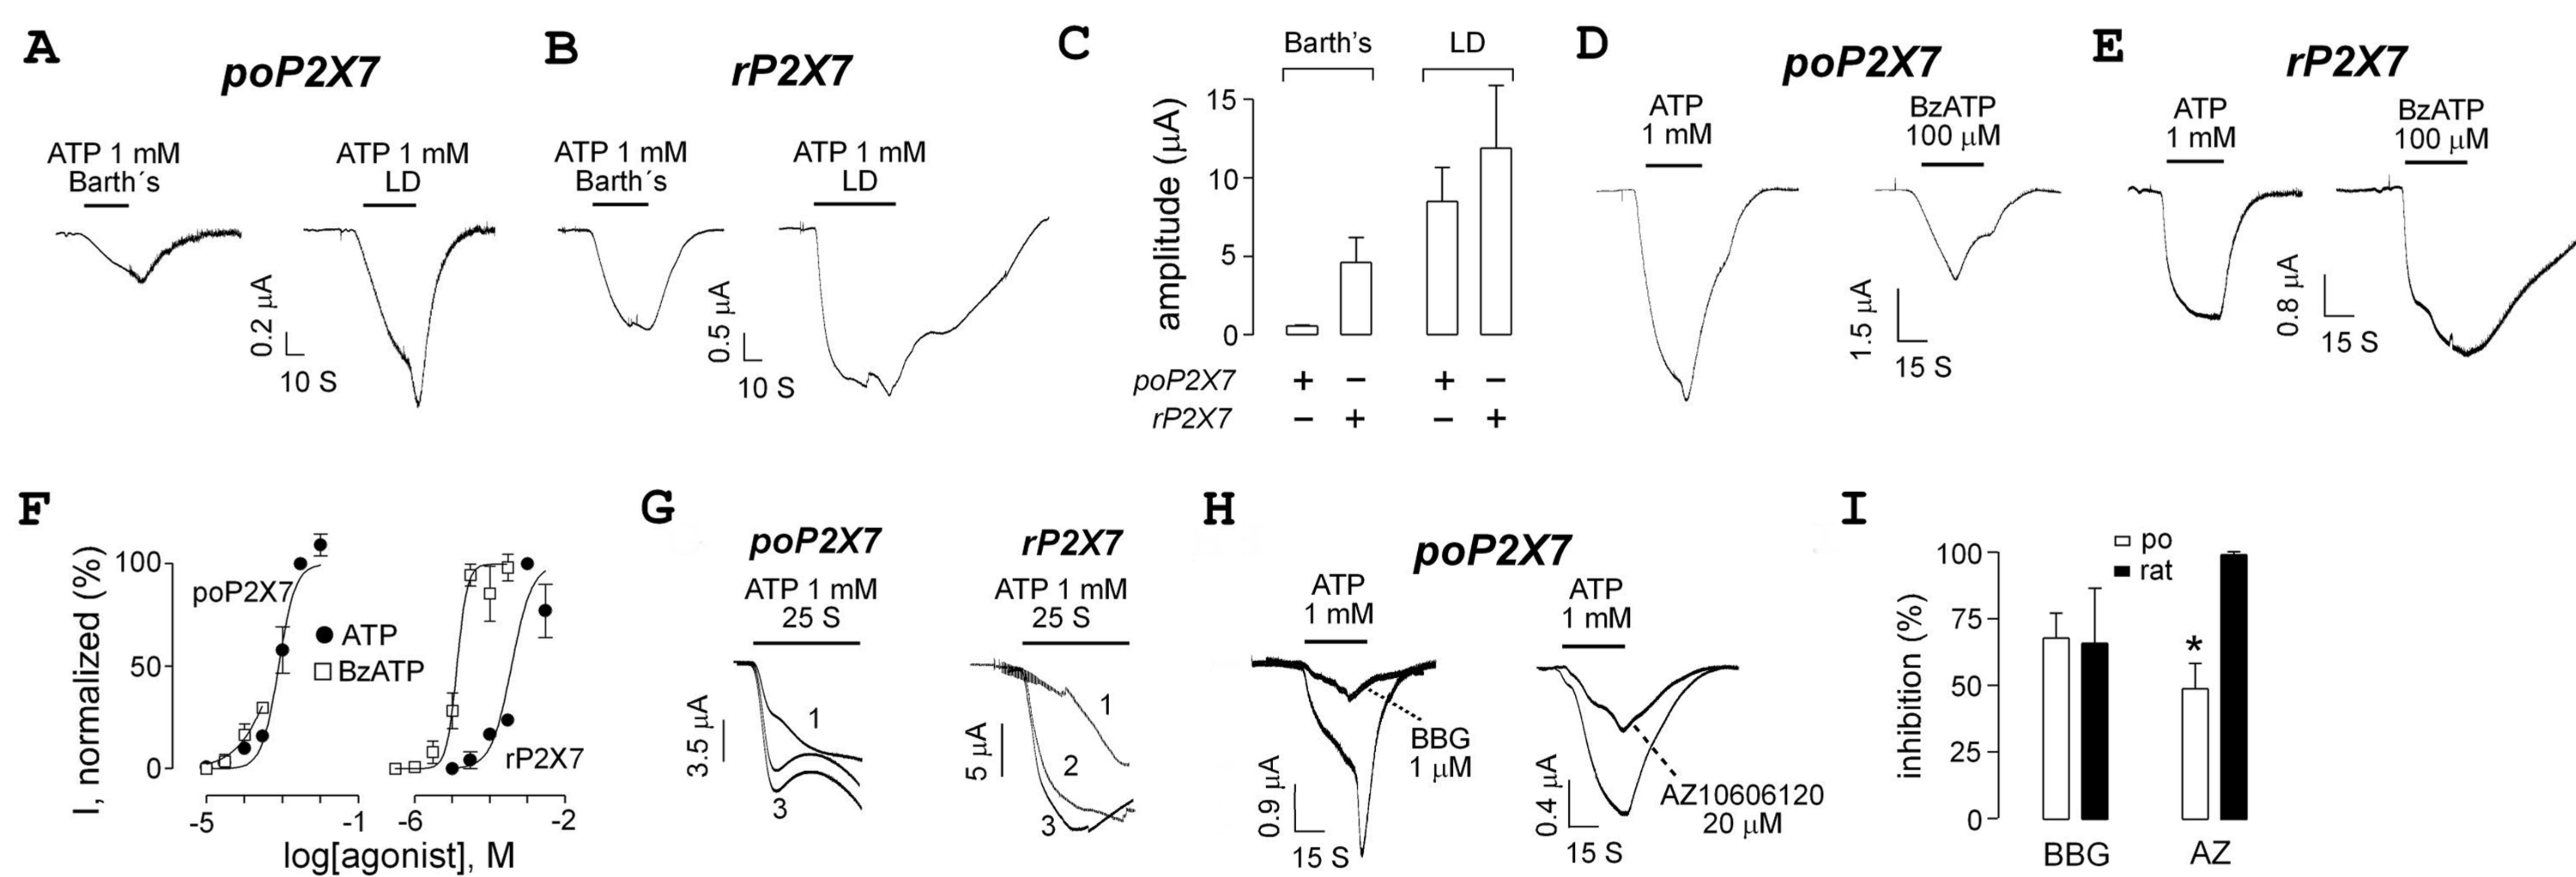 A
poP2X7
ATP 1 mM
Barth´s
ATP 1 mM
LD
0.2 µA
10 S
B
rP2X7
ATP 1 mM
Barth´s
ATP 1 mM
LD
0.5 µA
10 S
C
Barth's
LD
amplitude (µA)
15
10
5
0
poP2X7 + − + −
rP2X7 − + − +
D
poP2X7
ATP
1 mM
BzATP
100 µM
1.5 µA
15 S
E
rP2X7
ATP
1 mM
BzATP
100 µM
0.8 µA
15 S
F
I, normalized (%)
100
50
0
poP2X7
ATP
BzATP
rP2X7
-5 -1 -6 -2
log[agonist], M
G
poP2X7
ATP 1 mM
25 S
1
3
3.5 µA
rP2X7
ATP 1 mM
25 S
1
2
3
5 µA
H
poP2X7
ATP
1 mM
BBG
1 µM
0.9 µA
15 S
ATP
1 mM
AZ10606120
20 µM
0.4 µA
15 S
I
inhibition (%)
100
75
50
25
0
po
rat
*
BBG AZ